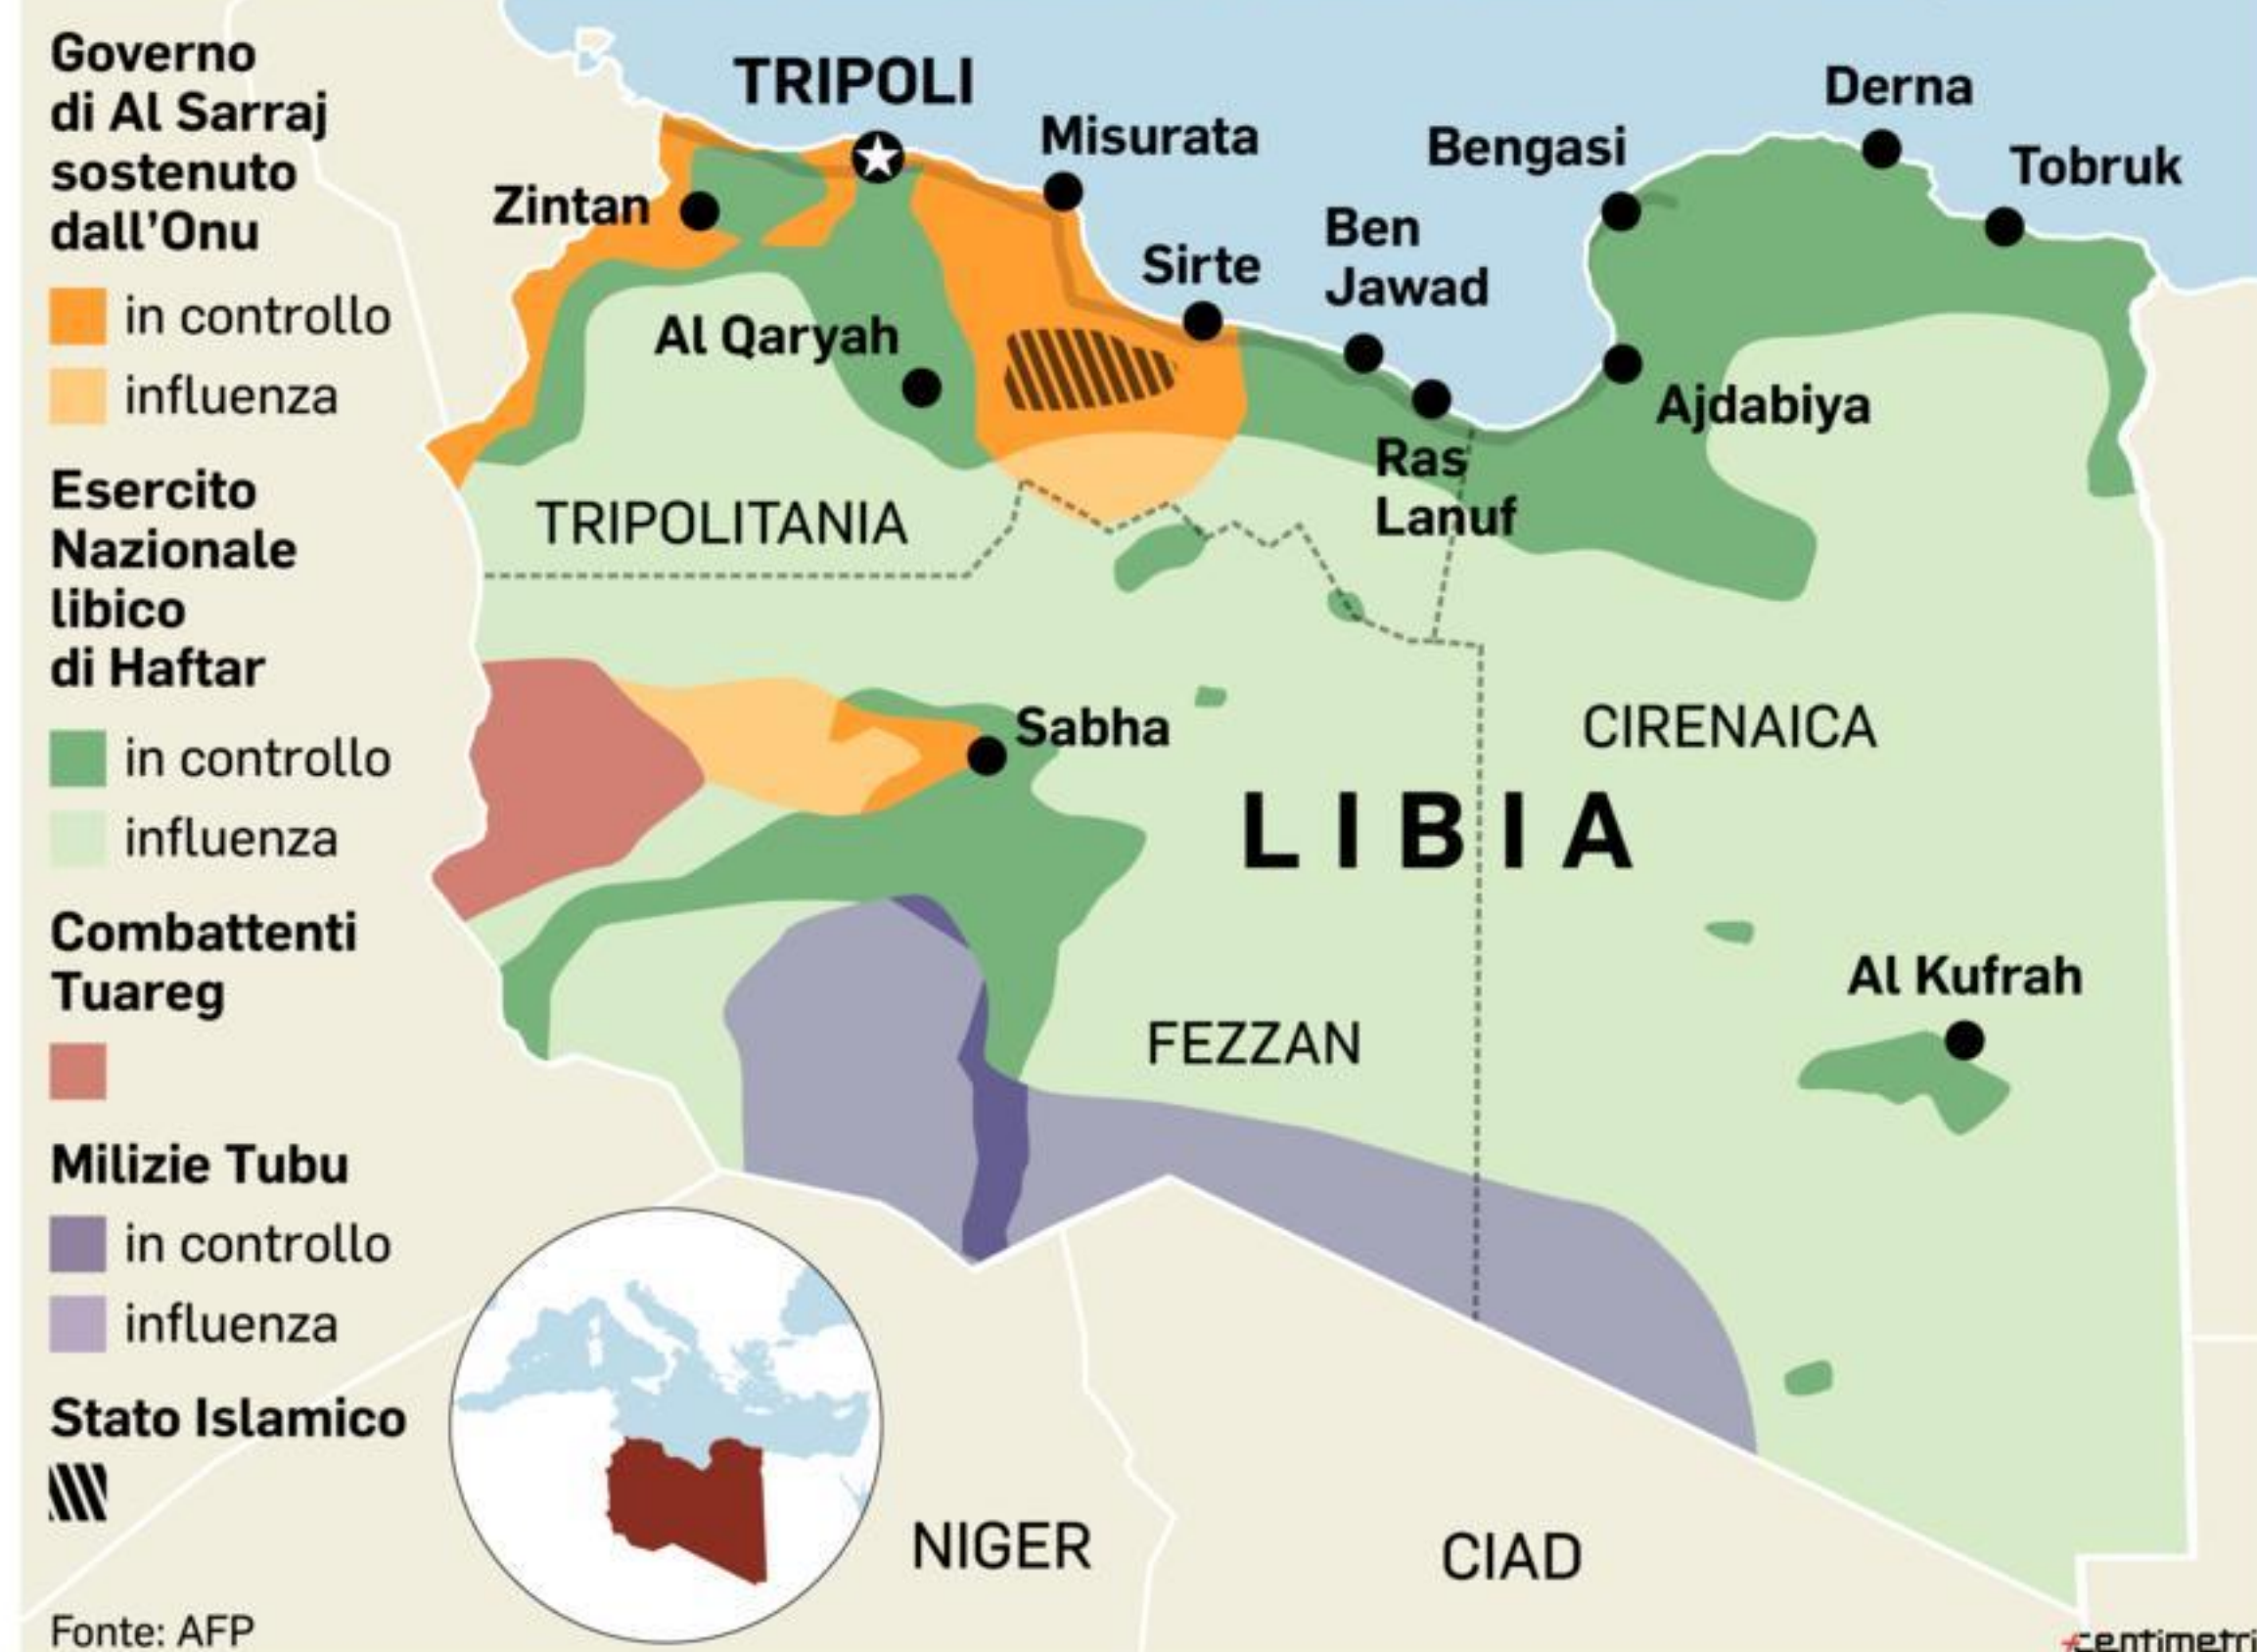 Governo
di Al Sarraj
sostenuto
dall'Onu
in controllo
influenza
Esercito
Nazionale
libico
di Haftar
in controllo
influenza
Combattenti
Tuareg
Milizie Tubu
in controllo
influenza
Stato Islamico
Fonte: AFP
TRIPOLI
Misurata
Zintan
Sirte
Ben
Jawad
Bengasi
Derna
Tobruk
Al Qaryah
Ajdabiya
Ras
Lanuf
TRIPOLITANIA
Sabha
CIRENAICA
LIBIA
Al Kufrah
FEZZAN
NIGER
CIAD
centimetri